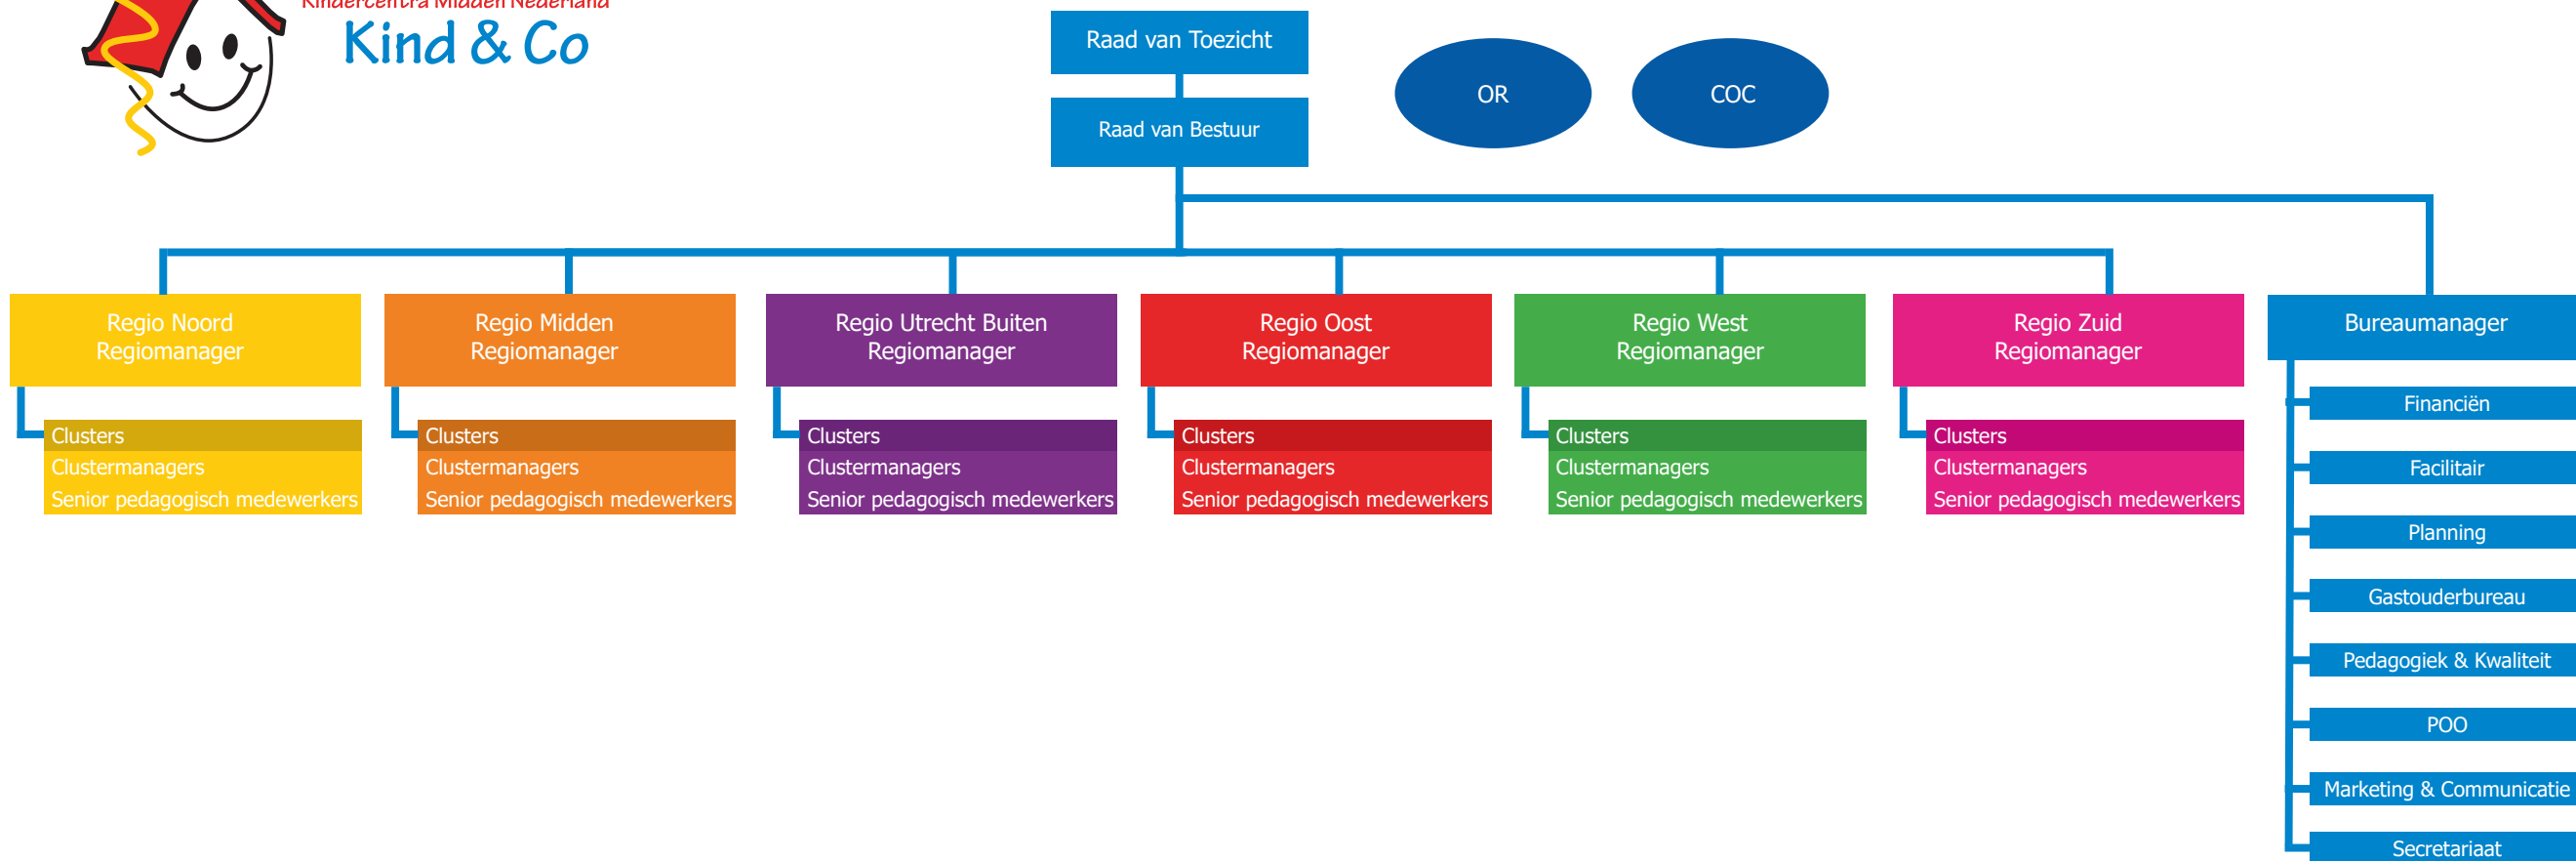 Kindercentra Midden Nederland
Kind & Co
Raad van Toezicht
Raad van Bestuur
OR
COC
Regio Noord
Regiomanager
Clusters
Clustermanagers
Senior pedagogisch medewerkers
Regio Midden
Regiomanager
Clusters
Clustermanagers
Senior pedagogisch medewerkers
Regio Utrecht Buiten
Regiomanager
Clusters
Clustermanagers
Senior pedagogisch medewerkers
Regio Oost
Regiomanager
Clusters
Clustermanagers
Senior pedagogisch medewerkers
Regio West
Regiomanager
Clusters
Clustermanagers
Senior pedagogisch medewerkers
Regio Zuid
Regiomanager
Clusters
Clustermanagers
Senior pedagogisch medewerkers
Bureaumanager
Financiën
Facilitair
Planning
Gastouderbureau
Pedagogiek & Kwaliteit
POO
Marketing & Communicatie
Secretariaat